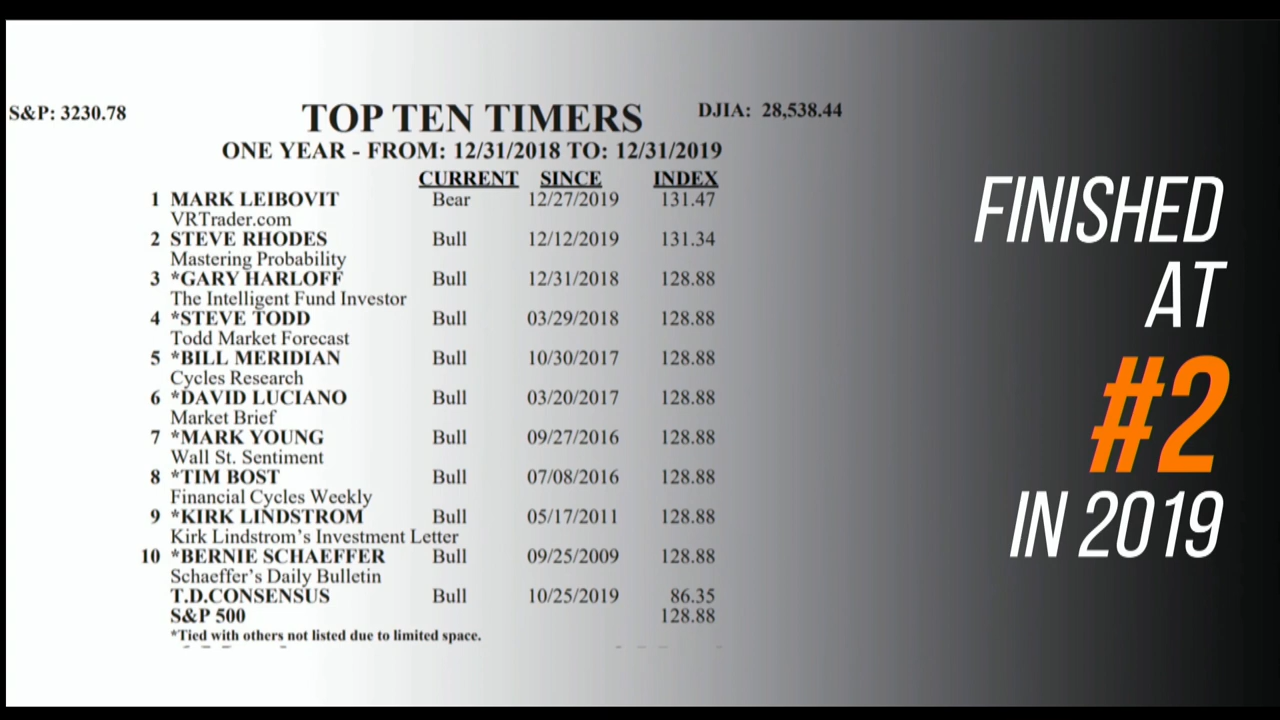 S&P: 3230.78
TOP TEN TIMERS
DJIA: 28,538.44
ONE YEAR - FROM: 12/31/2018 TO: 12/31/2019
CURRENT SINCE INDEX
1 MARK LEIBOVIT Bear 12/27/2019 131.47
VRTrader.com
2 STEVE RHODES Bull 12/12/2019 131.34
Mastering Probability
3 *GARY HARLOFF Bull 12/31/2018 128.88
The Intelligent Fund Investor
4 *STEVE TODD Bull 03/29/2018 128.88
Todd Market Forecast
5 *BILL MERIDIAN Bull 10/30/2017 128.88
Cycles Research
6 *DAVID LUCIANO Bull 03/20/2017 128.88
Market Brief
7 *MARK YOUNG Bull 09/27/2016 128.88
Wall St. Sentiment
8 *TIM BOST Bull 07/08/2016 128.88
Financial Cycles Weekly
9 *KIRK LINDSTROM Bull 05/17/2011 128.88
Kirk Lindstrom's Investment Letter
10 *BERNIE SCHAEFFER Bull 09/25/2009 128.88
Schaeffer's Daily Bulletin
T.D.CONSENSUS Bull 10/25/2019 86.35
S&P 500 128.88
*Tied with others not listed due to limited space.
FINISHED
AT
#2
IN 2019